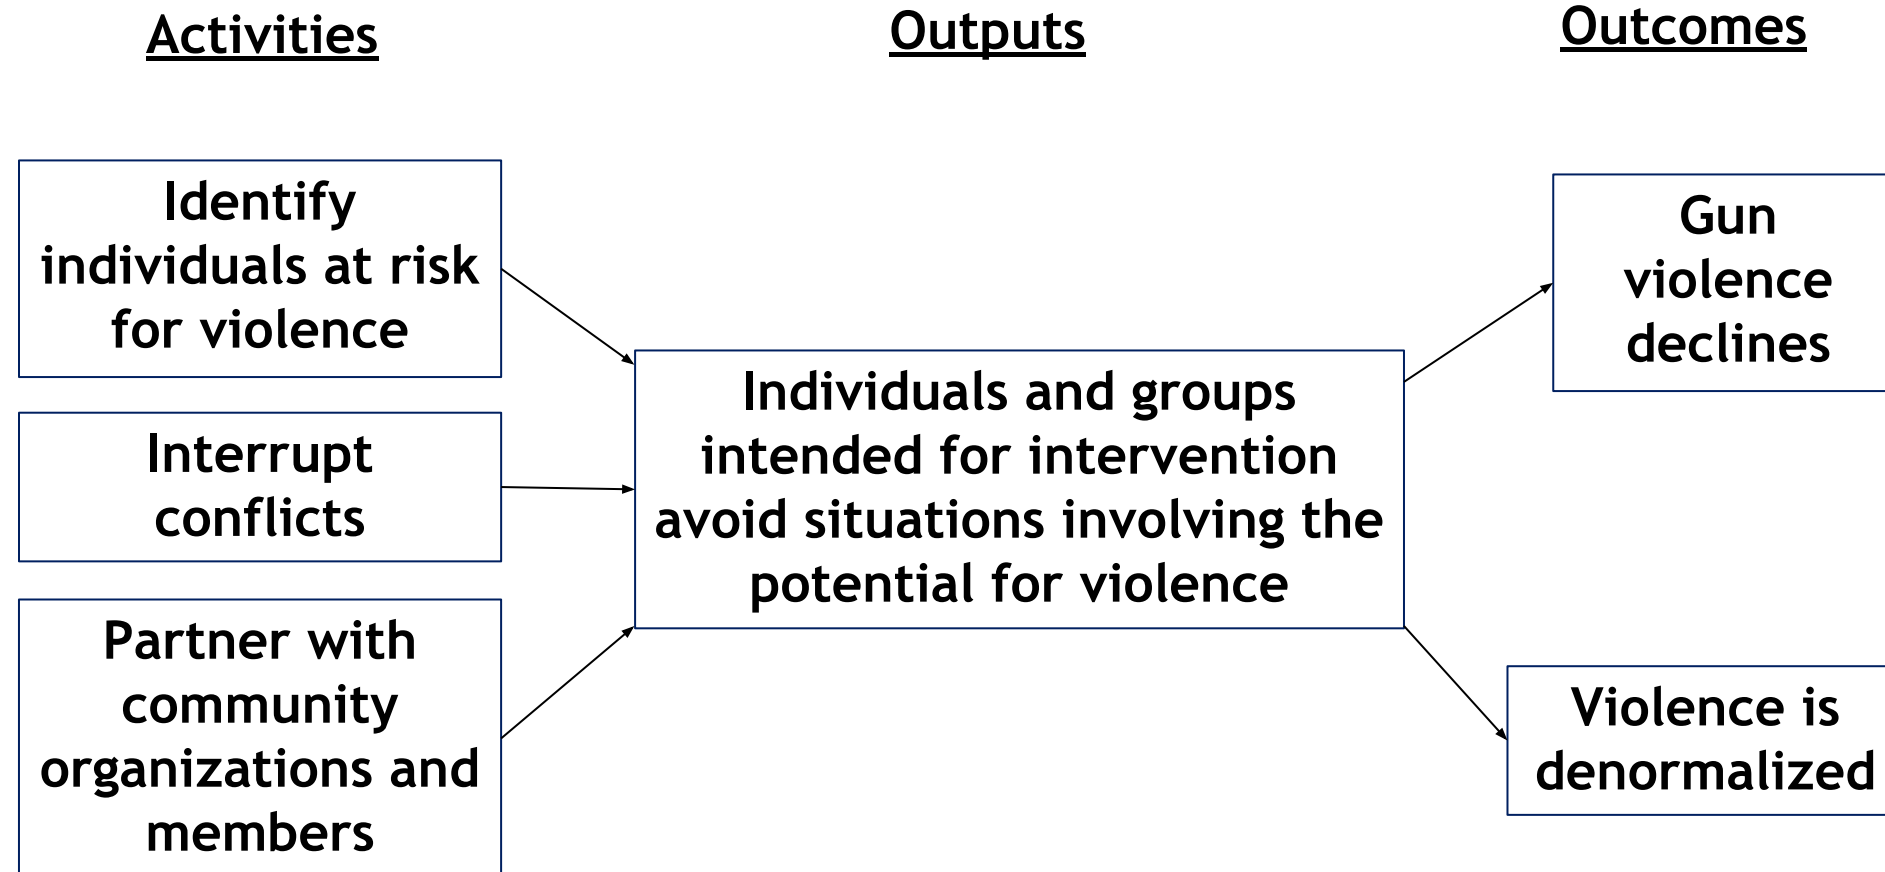 Activities
Outputs
Outcomes
Identify
individuals at risk
for violence
Interrupt
conflicts
Partner with
community
organizations and
members
Individuals and groups
intended for intervention
avoid situations involving the
potential for violence
Gun
violence
declines
Violence is
denormalized